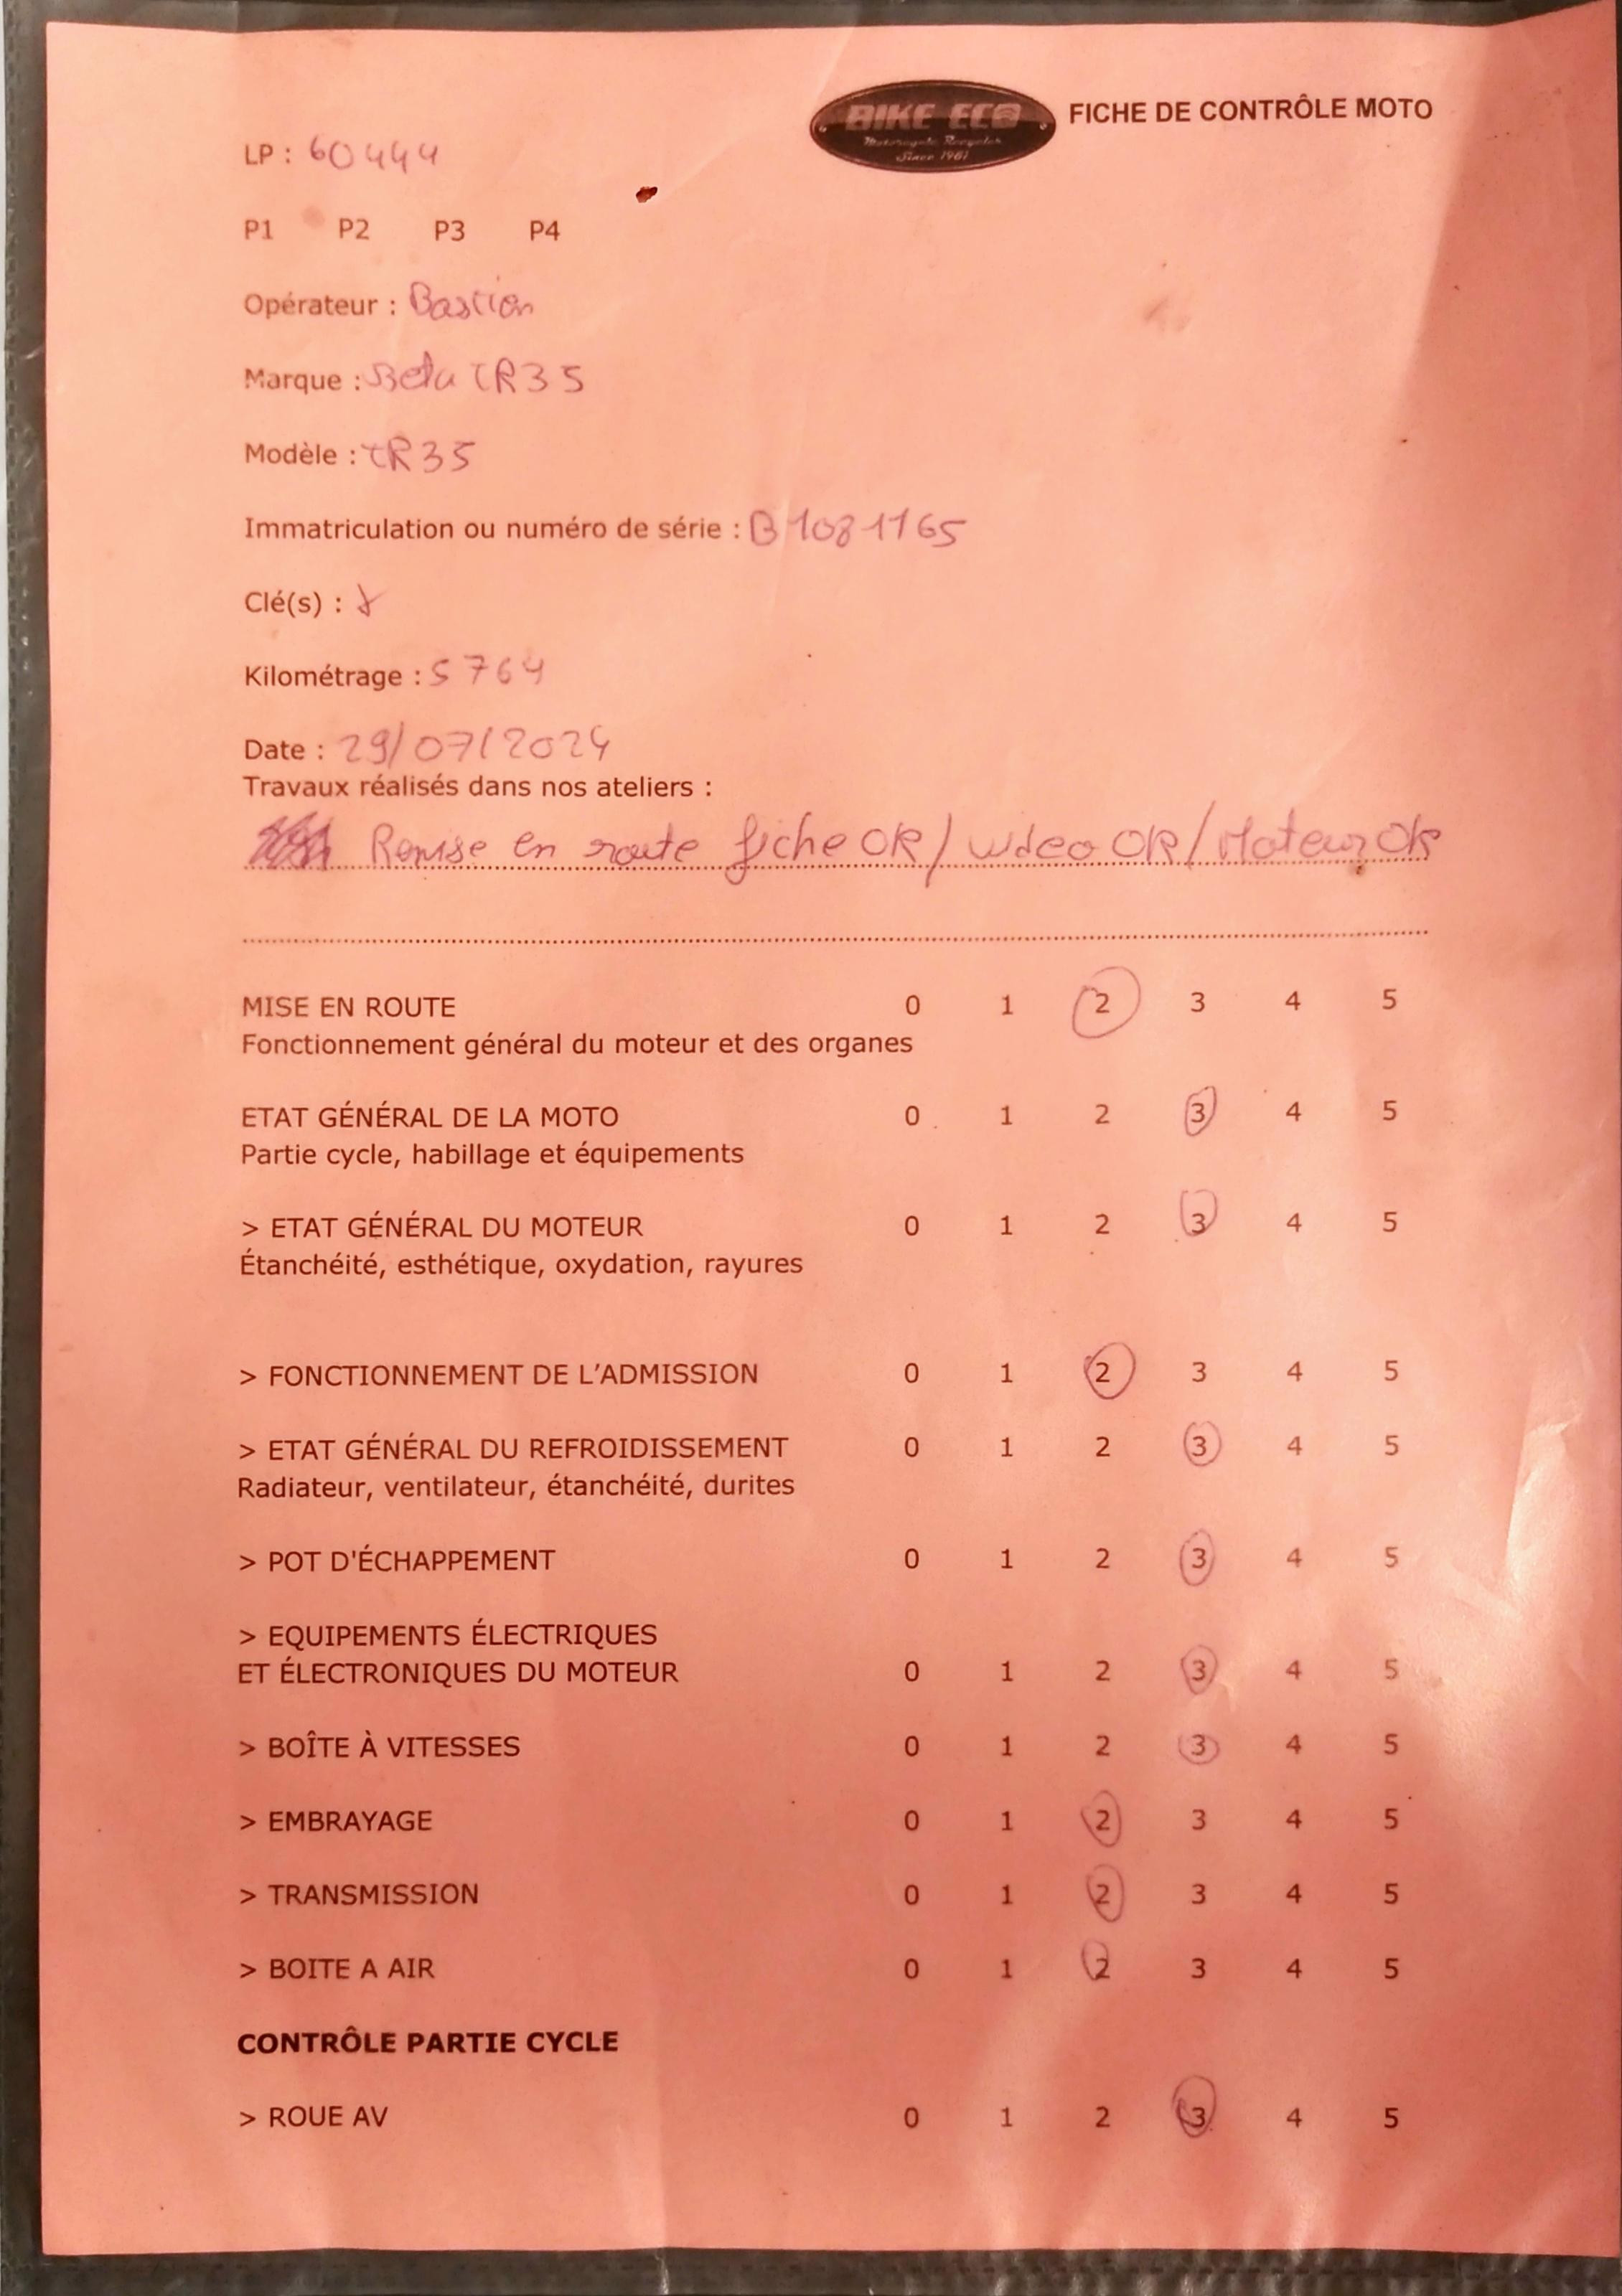 BIKE ECO
Motorcycle Recycler
Since 1981
FICHE DE CONTRÔLE MOTO
LP : 60444
P1 P2 P3 P4
Opérateur : Bastien
Marque : Beta TR35
Modèle : TR35
Immatriculation ou numéro de série : B1081165
Clé(s) :
Kilométrage : 5764
Date : 29/07/2024
Travaux réalisés dans nos ateliers :
Remise en route fiche OK / video OK / Moteur OK
MISE EN ROUTE 0 1 2 3 4 5
Fonctionnement général du moteur et des organes
ETAT GÉNÉRAL DE LA MOTO 0 1 2 3 4 5
Partie cycle, habillage et équipements
> ETAT GÉNÉRAL DU MOTEUR 0 1 2 3 4 5
Étanchéité, esthétique, oxydation, rayures
> FONCTIONNEMENT DE L'ADMISSION 0 1 2 3 4 5
> ETAT GÉNÉRAL DU REFROIDISSEMENT 0 1 2 3 4 5
Radiateur, ventilateur, étanchéité, durites
> POT D'ÉCHAPPEMENT 0 1 2 3 4 5
> EQUIPEMENTS ÉLECTRIQUES
ET ÉLECTRONIQUES DU MOTEUR 0 1 2 3 4 5
> BOÎTE À VITESSES 0 1 2 3 4 5
> EMBRAYAGE 0 1 2 3 4 5
> TRANSMISSION 0 1 2 3 4 5
> BOITE A AIR 0 1 2 3 4 5
CONTRÔLE PARTIE CYCLE
> ROUE AV 0 1 2 3 4 5